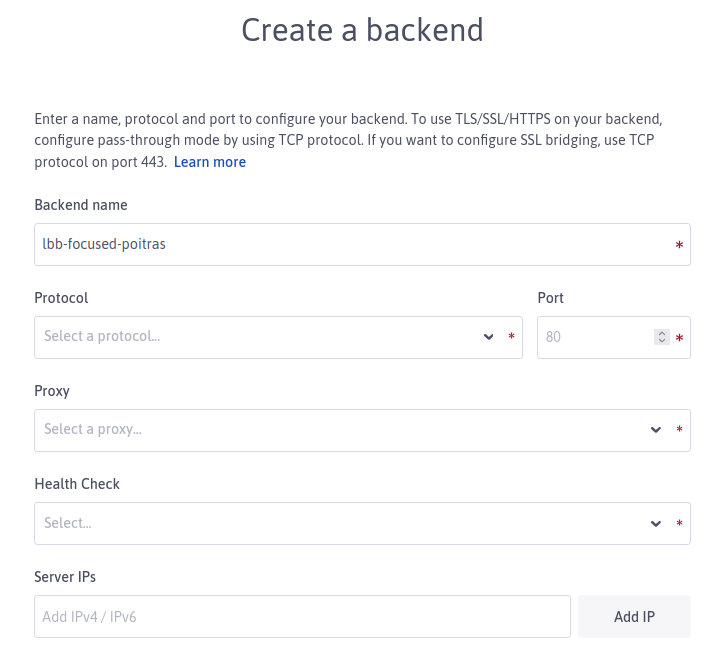 Create a backend
Enter a name, protocol and port to configure your backend. To use TLS/SSL/HTTPS on your backend,
configure pass-through mode by using TCP protocol. If you want to configure SSL bridging, use TCP
protocol on port 443. Learn more
Backend name
lbb-focused-poitras *
Protocol Port
Select a protocol... * 80 *
Proxy
Select a proxy... *
Health Check
Select... *
Server IPs
Add IPv4 / IPv6 Add IP